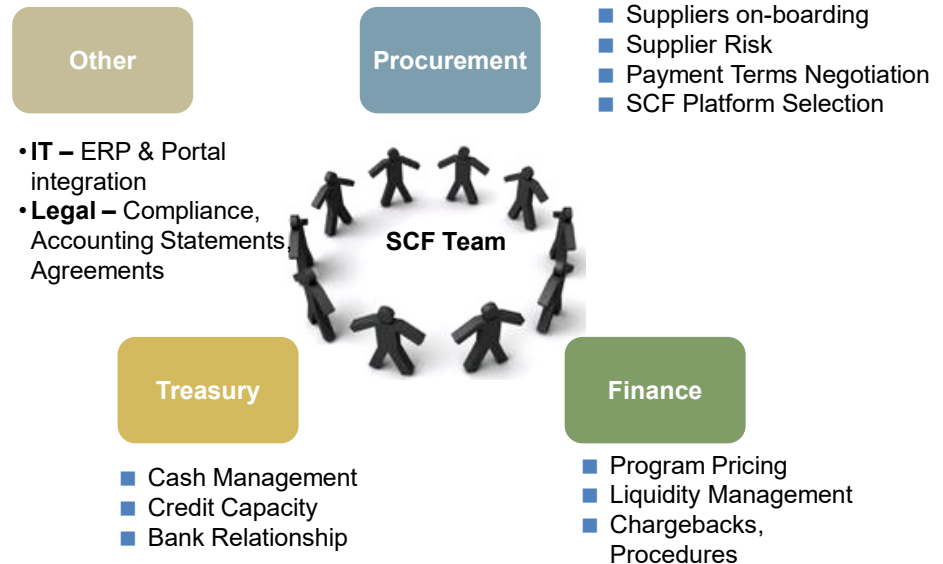 Other
• IT – ERP & Portal
integration
• Legal – Compliance,
Accounting Statements,
Agreements
Procurement
Suppliers on-boarding
Supplier Risk
Payment Terms Negotiation
SCF Platform Selection
SCF Team
Treasury
Cash Management
Credit Capacity
Bank Relationship
Finance
Program Pricing
Liquidity Management
Chargebacks,
Procedures